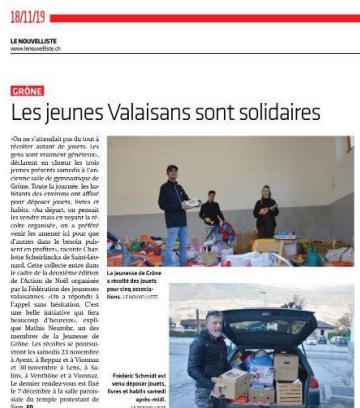 18/11/19
LE NOUVELLISTE
www.lenouvelliste.ch
GRÔNE
Les jeunes Valaisans sont solidaires
«On ne s'attendait pas du tout à
récolter autant de jouets. Les
gens sont vraiment généreux»,
déclarent en chœur les trois
jeunes présents samedi à l'an-
cienne salle de gymnastique de
Grône. Toute la journée, les ha-
bitants des environs ont afflué
pour déposer jouets, livres et
habits. «Au départ, on pensait
les vendre mais en voyant la ré-
colte organisée, on a préféré
venir les amener ici pour que
d'autres dans le besoin puis-
sent en profiter», raconte Char-
lotte Scheirlinckx de Saint-Léo-
nard. Cette collecte entre dans
le cadre de la deuxième édition
de l'Action de Noël organisée
par la Fédération des jeunesses
valaisannes. «On a répondu à
l'appel sans hésitation. C'est
une belle initiative qui fera
beaucoup d'heureux», expli-
que Mathis Neurohr, un des
membres de la Jeunesse de
Grône. Les récoltes se poursui-
vront les samedis 23 novembre
à Ayent, à Reppaz et à Vionnaz
et 30 novembre à Lens, à Sa-
lins, à Venthône et à Vionnaz.
Le dernier rendez-vous est fixé
le 7 décembre à la salle parois-
siale du temple protestant de
Sion. FD
La jeunesse de Grône
a récolté des jouets
pour cinq associa-
tions. LE NOUVELLISTE
Frédéric Schmidt est
venu déposer jouets,
livres et habits samedi
après-midi.
LE NOUVELLISTE